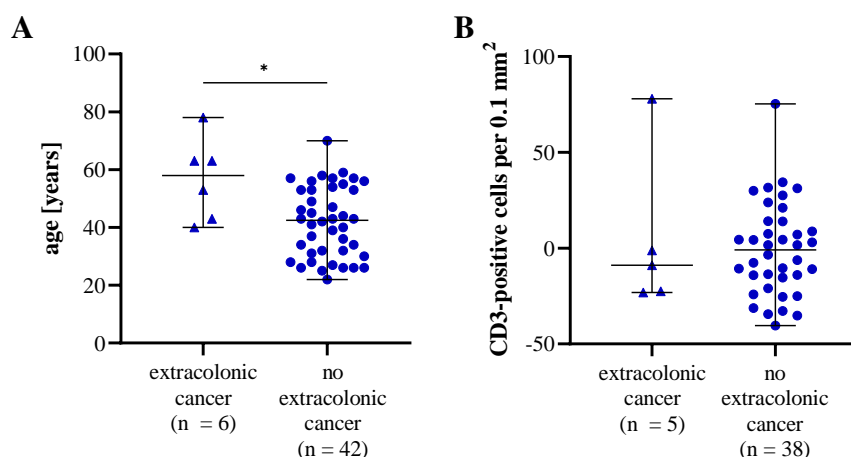 A
age [years]
100
80
60
40
20
0
*
extracolonic
cancer
(n = 6)
no
extracolonic
cancer
(n = 42)
B
CD3-positive cells per 0.1 mm²
100
50
0
-50
extracolonic
cancer
(n = 5)
no
extracolonic
cancer
(n = 38)